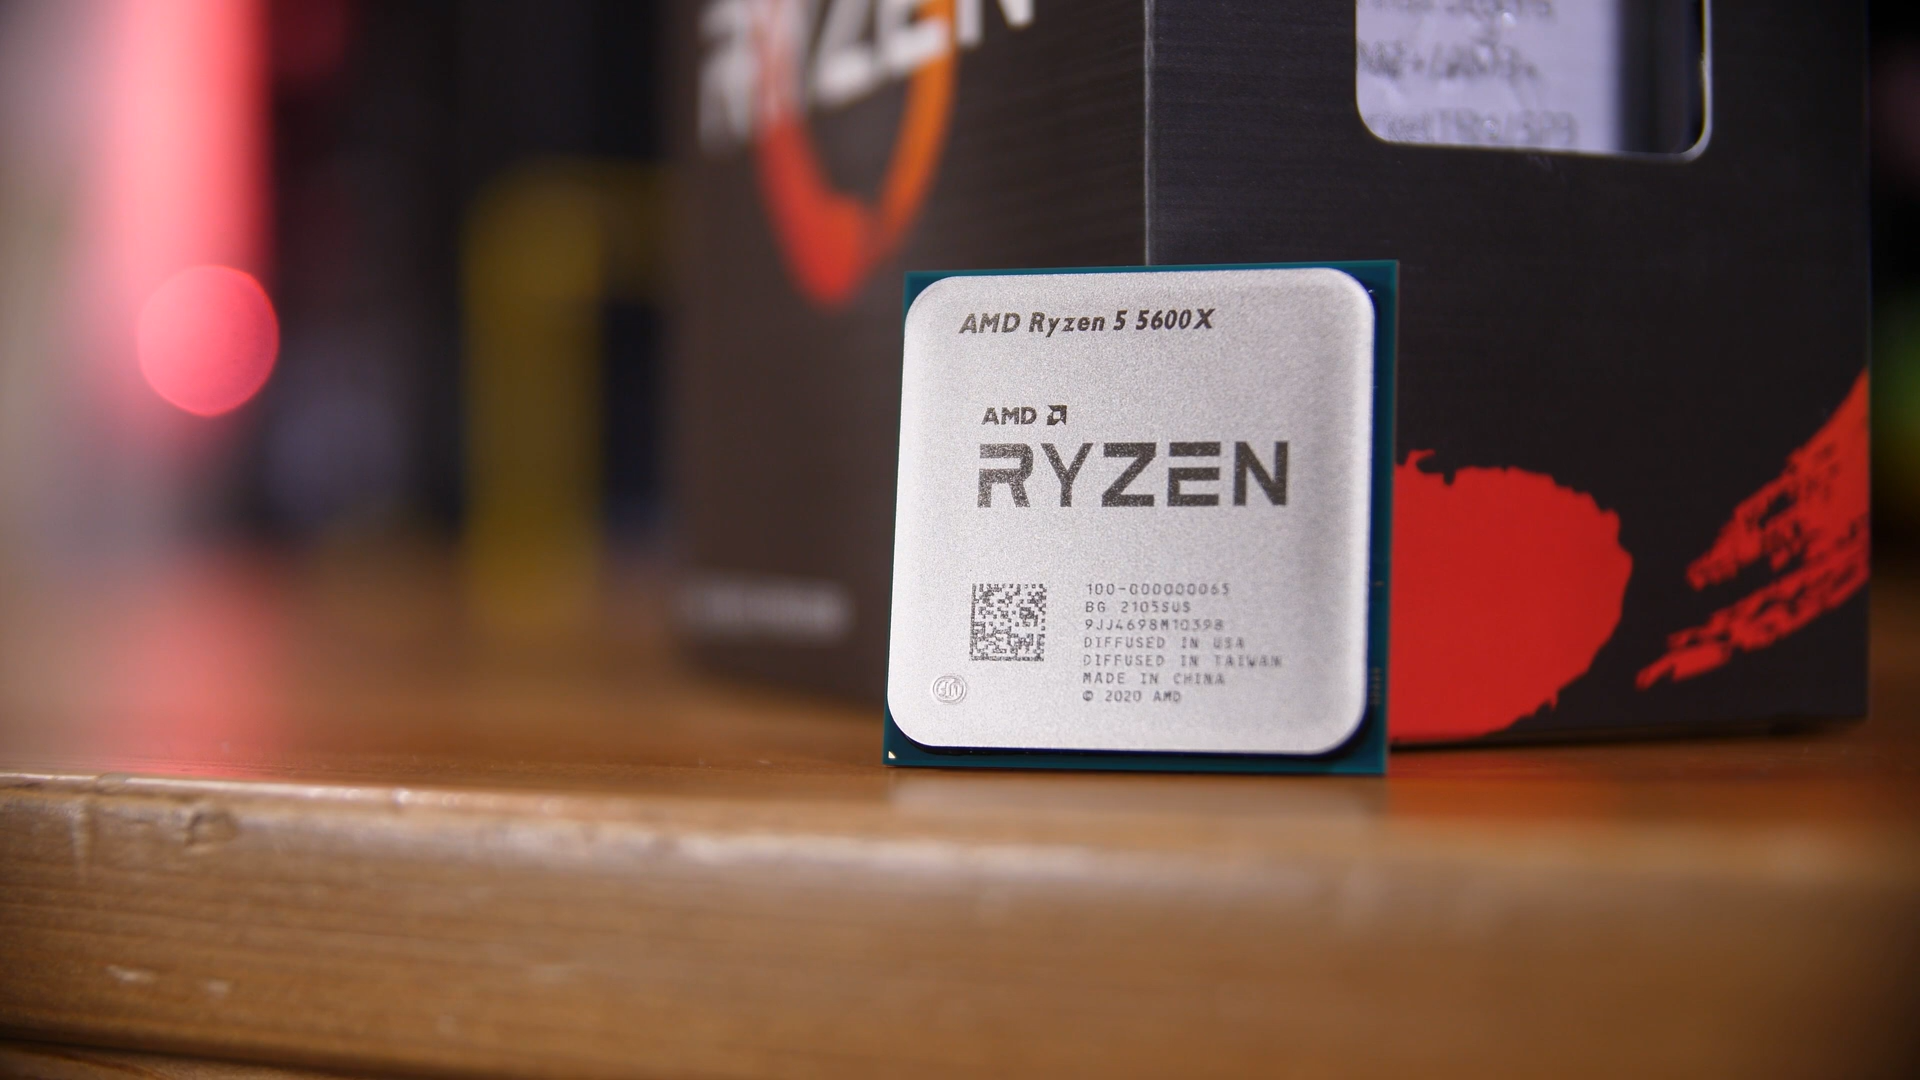 RYZEN
AMD Ryzen 5 5600X
AMD
RYZEN
100-000000065
BG 2105SUS
9JJ4698M10398
DIFFUSED IN USA
DIFFUSED IN TAIWAN
MADE IN CHINA
© 2020 AMD